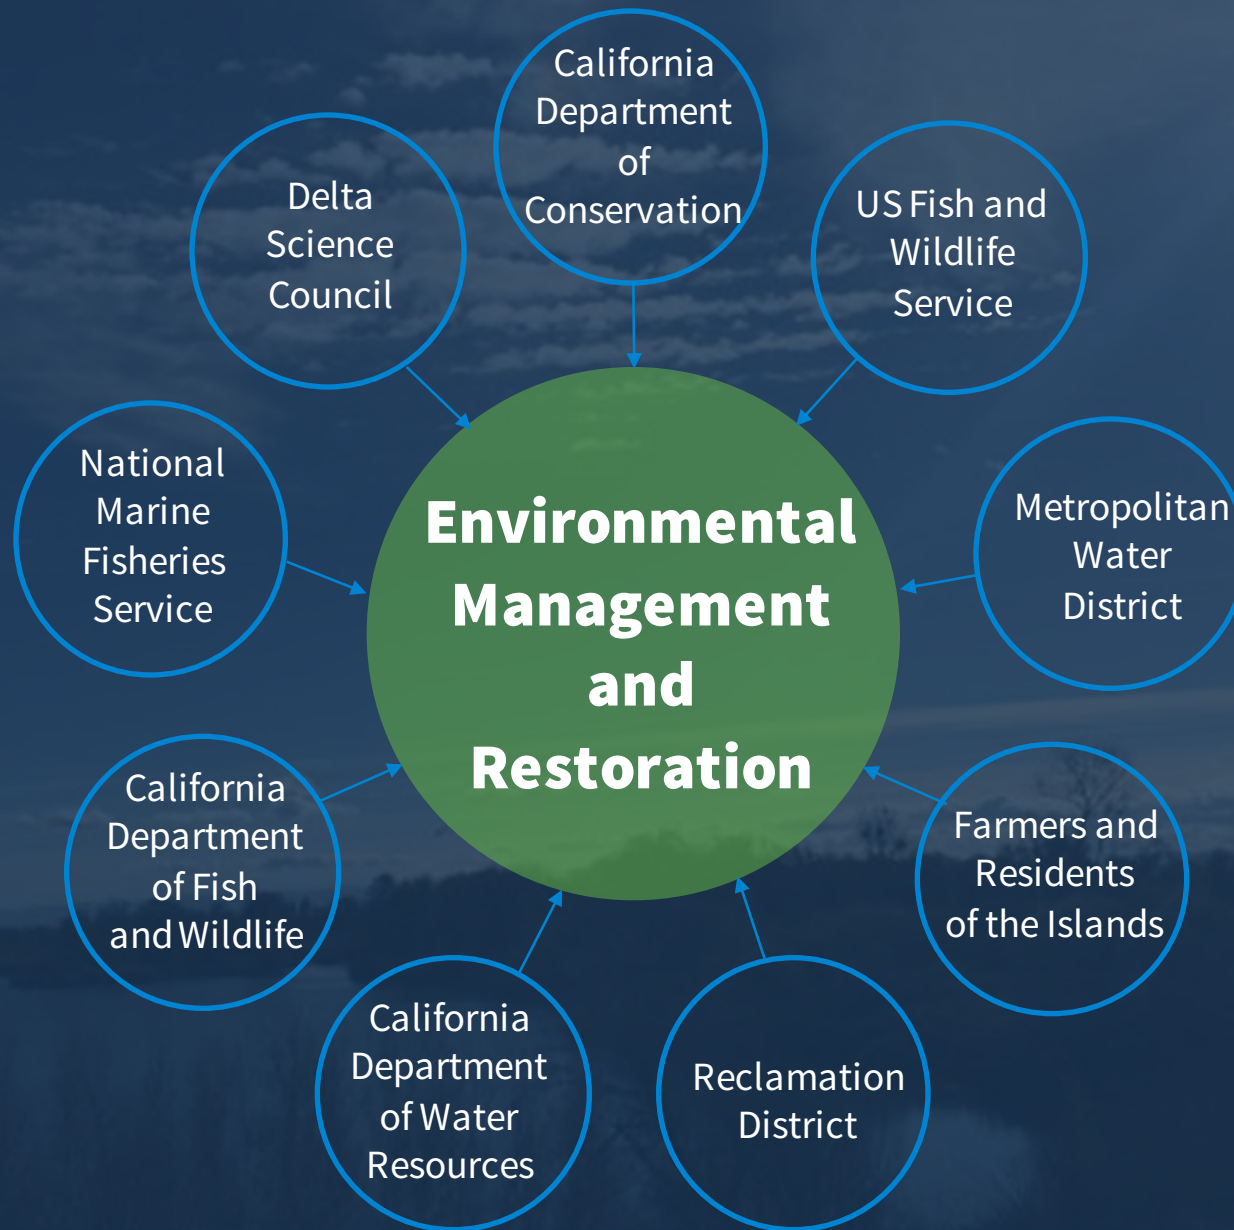 California
Department
of
Conservation
Delta
Science
Council
US Fish and
Wildlife
Service
National
Marine
Fisheries
Service
Environmental
Management
and
Restoration
Metropolitan
Water
District
California
Department
of Fish
and Wildlife
Farmers and
Residents
of the Islands
California
Department
of Water
Resources
Reclamation
District